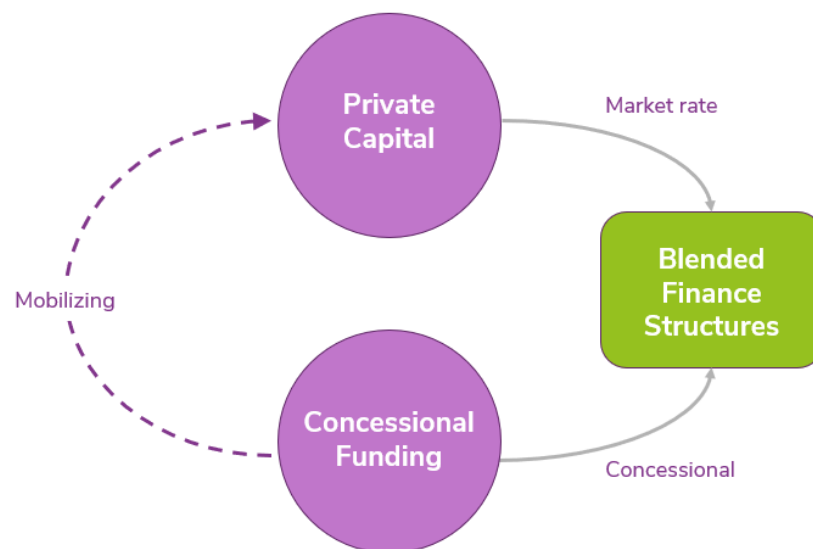 Private
Capital
Market rate
Blended
Finance
Structures
Mobilizing
Concessional
Funding
Concessional